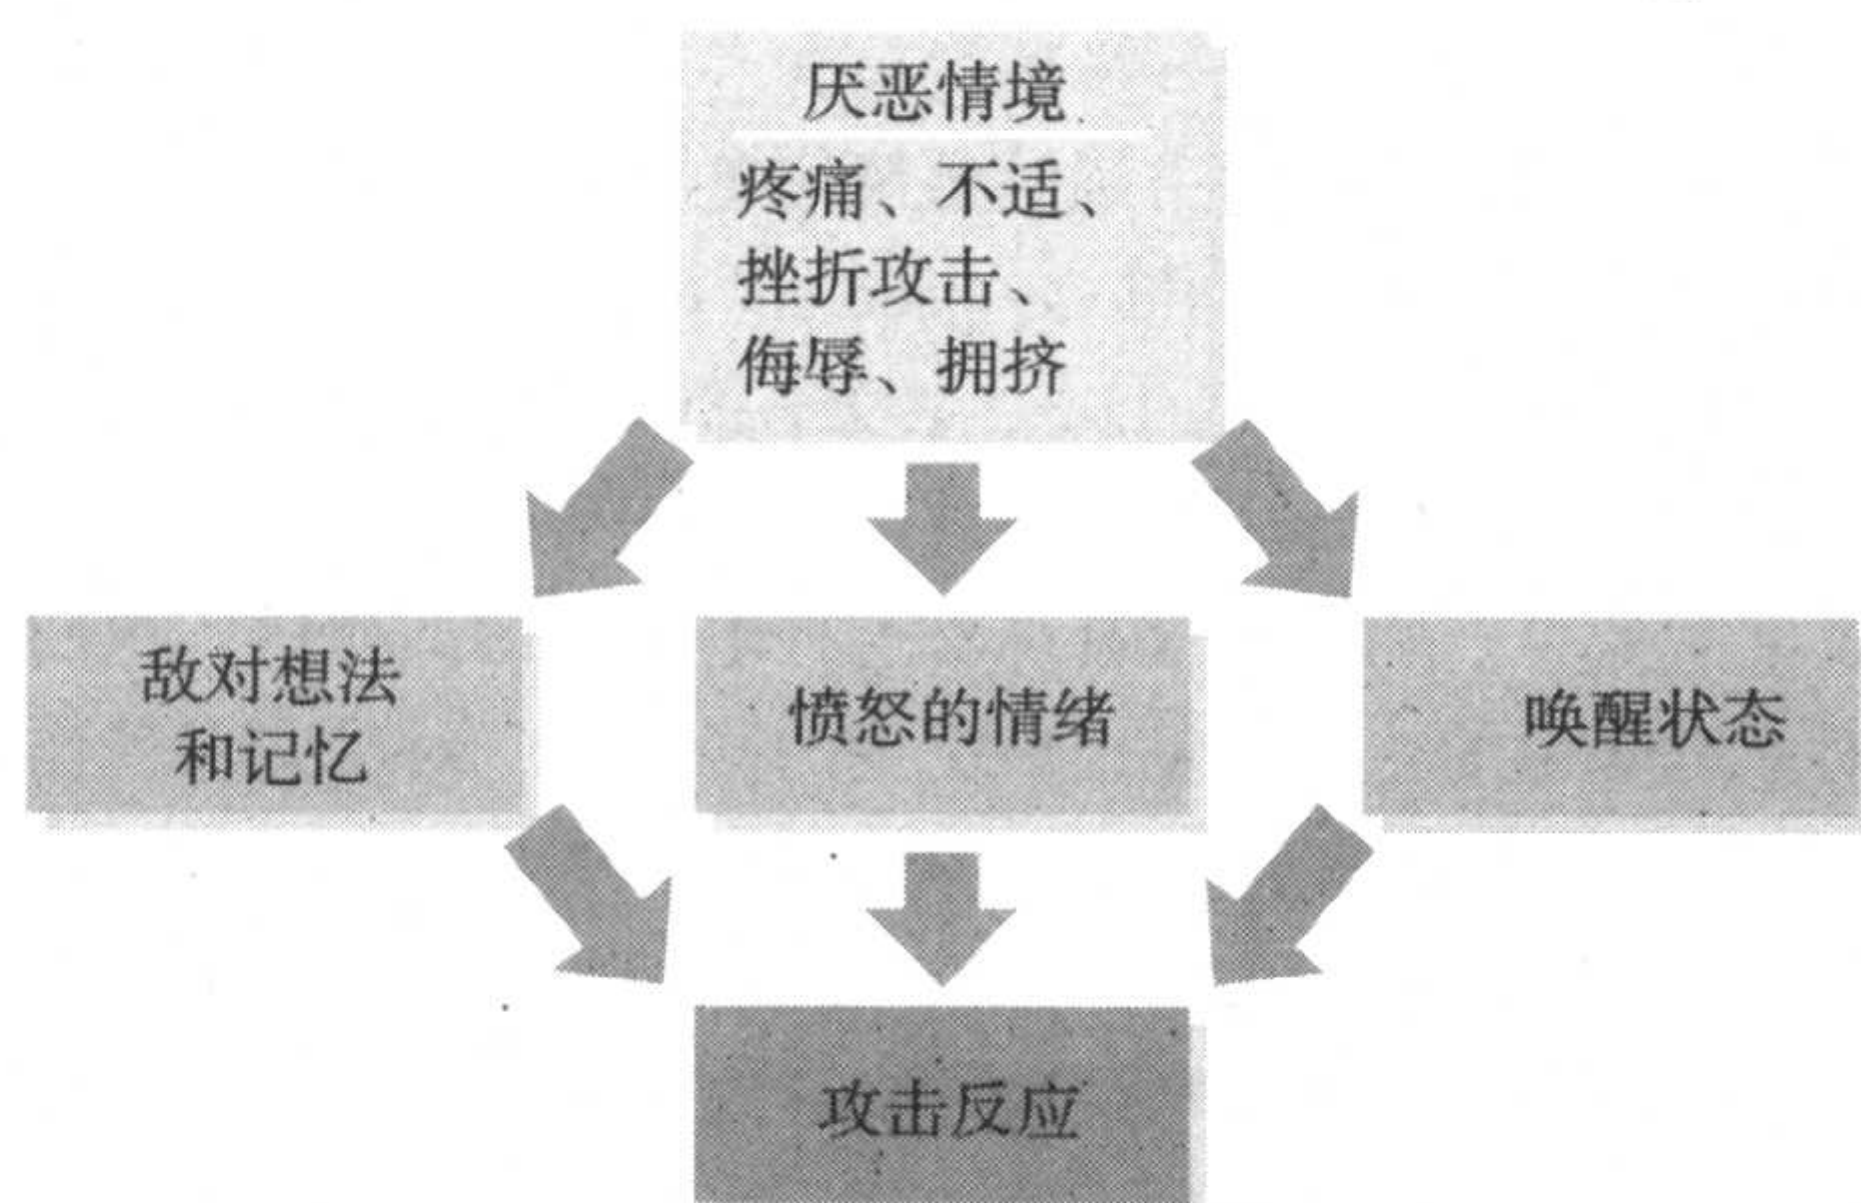 厌恶情境
疼痛、不适、
挫折攻击、
侮辱、拥挤
敌对想法
和记忆
愤怒的情绪
唤醒状态
攻击反应